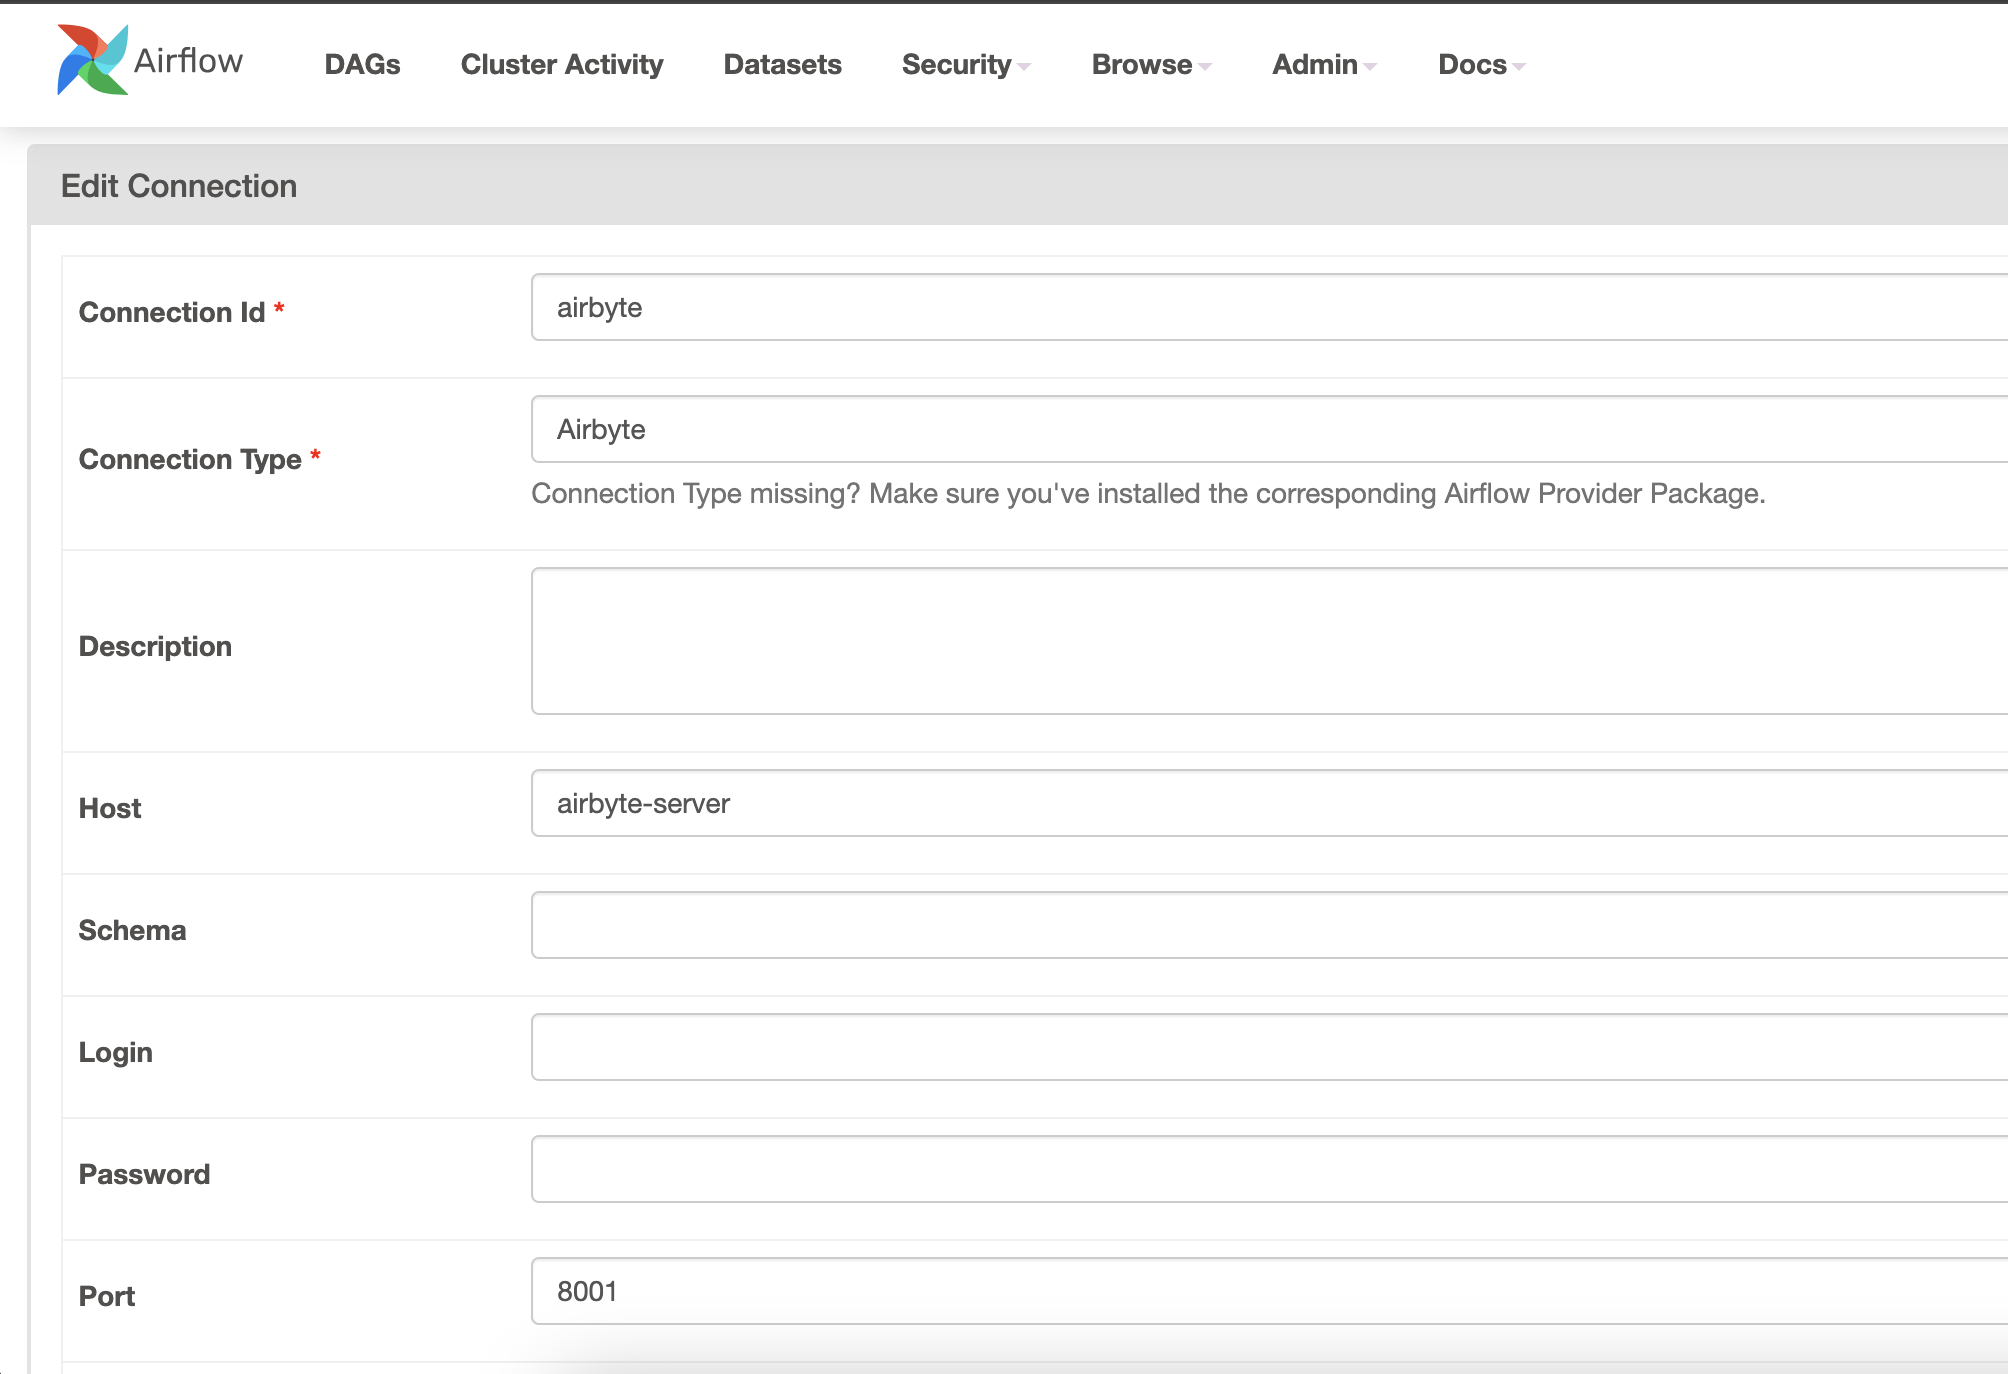 Airflow DAGs Cluster Activity Datasets Security Browse Admin Docs
Edit Connection
Connection Id * airbyte
Connection Type * Airbyte
Connection Type missing? Make sure you've installed the corresponding Airflow Provider Package.
Description
Host airbyte-server
Schema
Login
Password
Port 8001